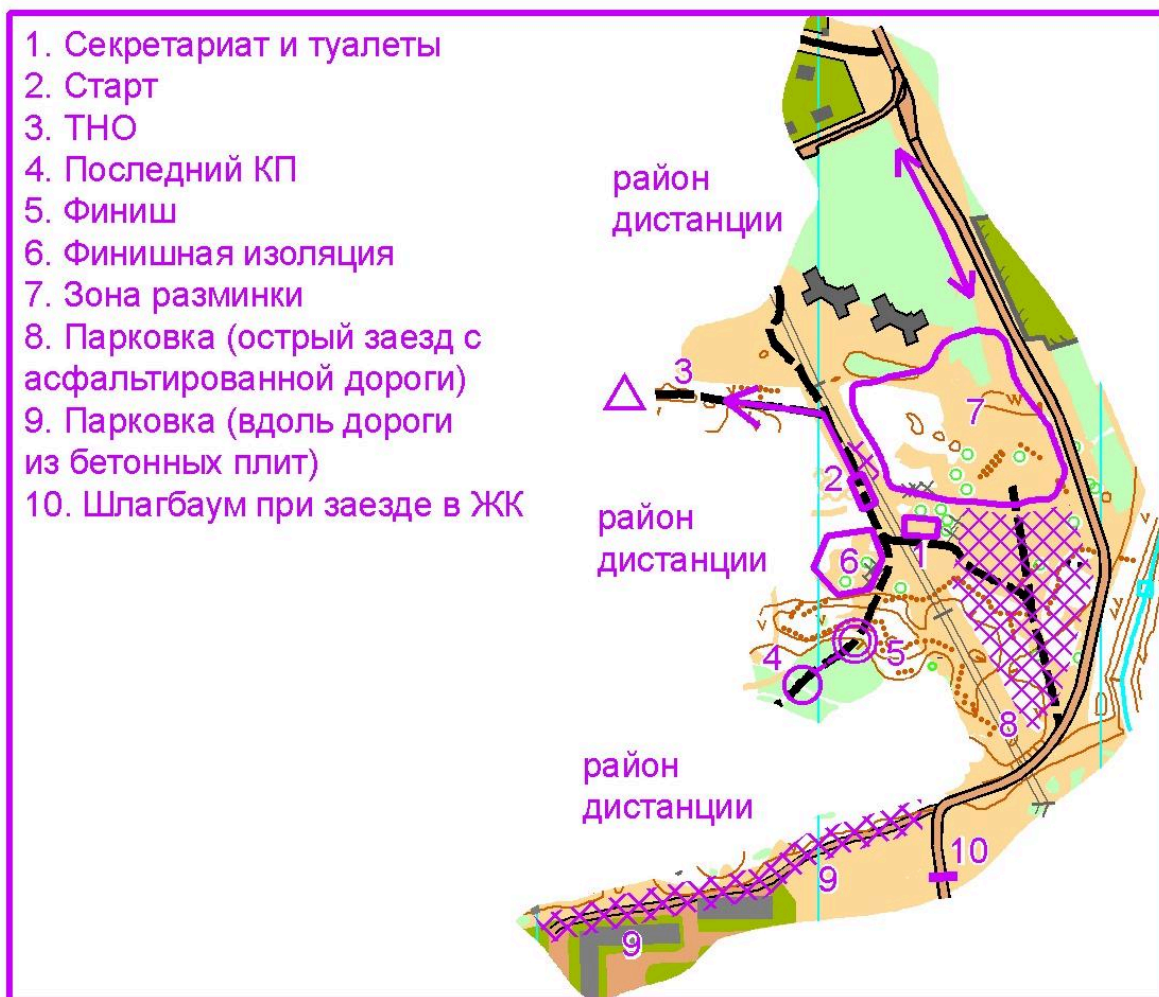 1. Секретариат и туалеты
2. Старт
3. ТНО
4. Последний КП
5. Финиш
6. Финишная изоляция
7. Зона разминки
8. Парковка (острый заезд с
асфальтированной дороги)
9. Парковка (вдоль дороги
из бетонных плит)
10. Шлагбаум при заезде в ЖК
район
дистанции
3
7
2
район
дистанции
6
1
4
5
8
район
дистанции
10
9
9